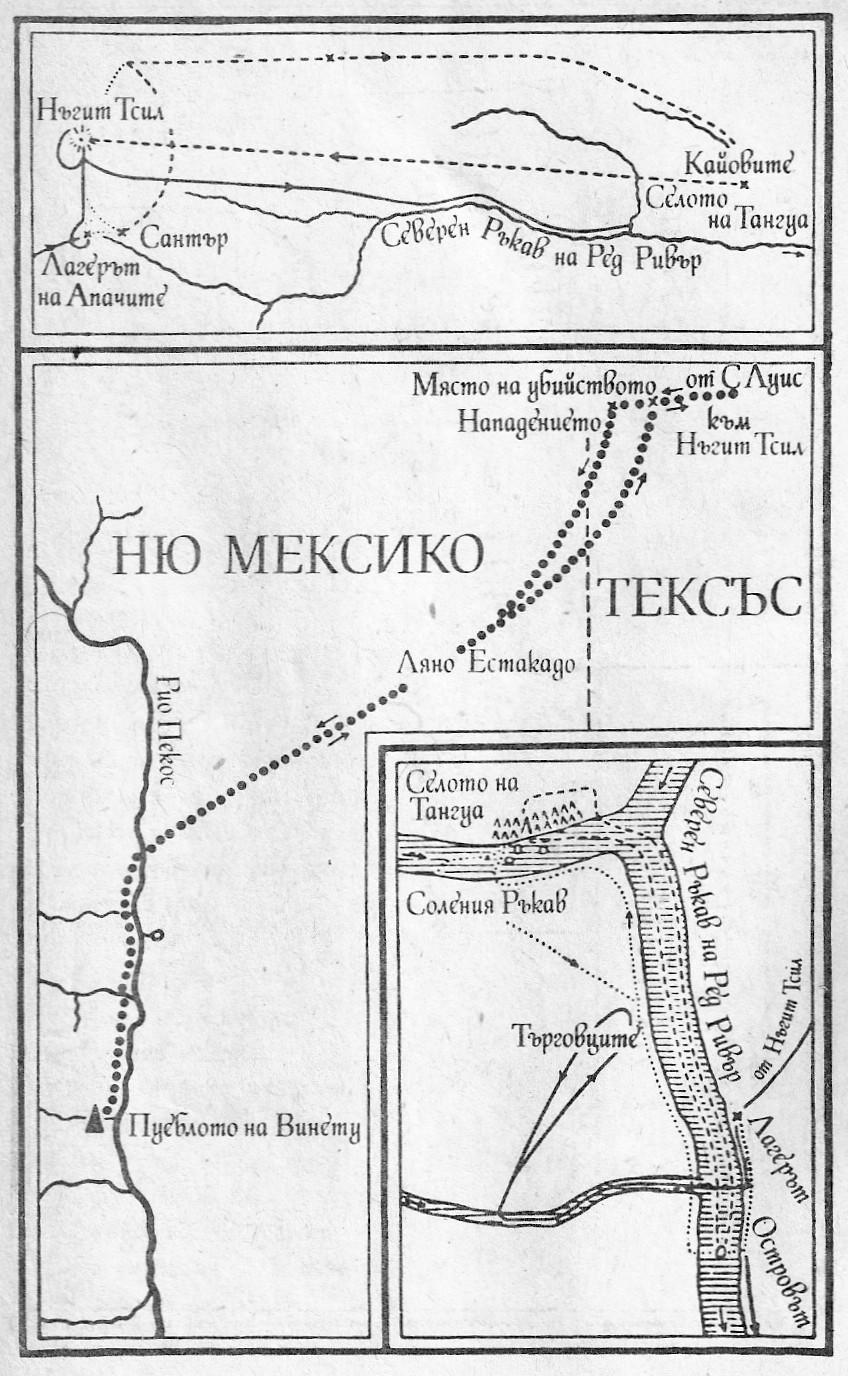 Нъгит Тсил
Кайовите
Селото
на Тангуа
Сантър
Северен Ръкав на Ред Ривър
Лагерът
на Апачите
Място на убийството
от С Луис
Нападението
към
Нъгит Тсил
НЮ МЕКСИКО
ТЕКСЪС
Ляно Естакадо
Рио Пекос
Пуеблото на Винету
Селото на
Тангуа
Северен Ръкав на Ред Ривър
Соления Ръкав
Търговците
от Нъгит Тсил
Лагерът
Островът